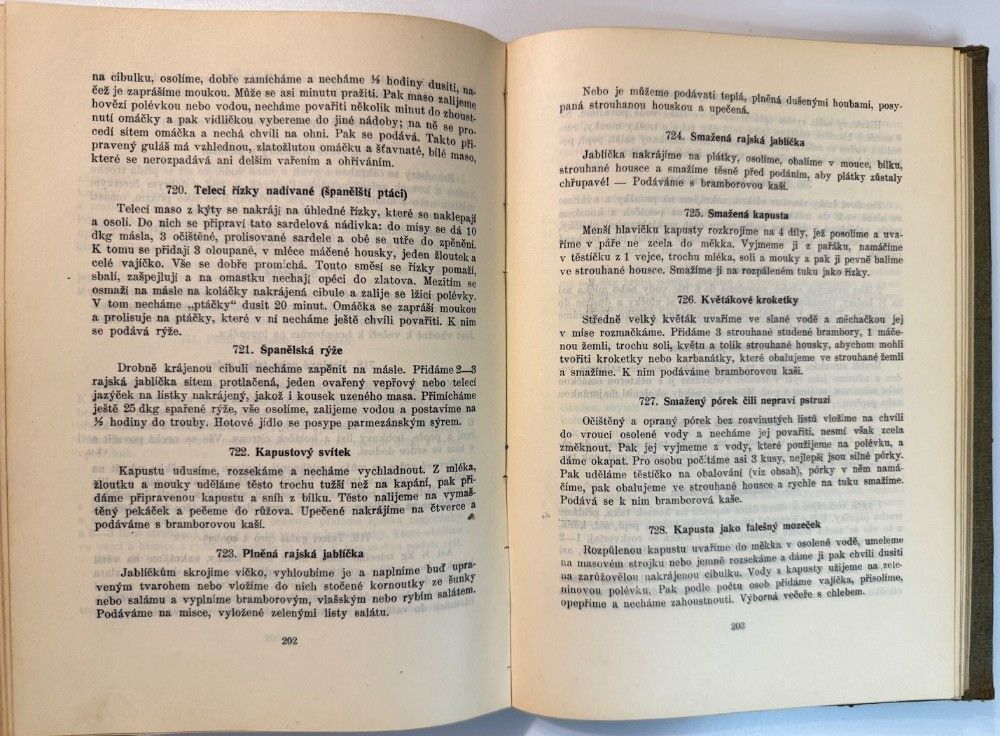 na cibulku, osolíme, dobře zamícháme a necháme ½ hodiny dusiti, na-
čež je zaprášíme moukou. Může se asi minutu pražiti. Pak maso zalijeme
hovězí polévkou nebo vodou, necháme povařiti několik minut do zhoust-
nutí omáčky a pak vidličkou vybereme do jiné nádoby; na ně se pro-
cedí sítem omáčka a nechá chvíli na ohni. Pak se podává. Takto při-
pravený guláš má vzhlednou, zlatožlutou omáčku a šťavnaté, bílé maso,
které se nerozpadává ani delším vařením a ohříváním.
720. Telecí řízky nadívané (španělští ptáci)
Telecí maso z kýty se nakrájí na úhledné řízky, které se naklepají
a osolí. Do nich se připraví tato sardelová nádivka: do mísy se dá 10
dkg másla, 3 očištěné, prolisované sardele a obé se utře do zpěnění.
K tomu se přidají 3 oloupané, v mléce máčené housky, jeden žloutek a
celé vajíčko. Vše se dobře promíchá. Touto směsí se řízky pomaží,
sbalí, zašpejlují a na omastku nechají opéci do zlatova. Mezitím se
osmaží na másle na koláčky nakrájená cibule a zalije se lžící polévky.
V tom necháme „ptáčky" dusit 20 minut. Omáčka se zapráší moukou
a prolisuje na ptáčky, které v ní necháme ještě chvíli povařiti. K nim
se podává rýže.
721. Španělská rýže
Drobně krájenou cibuli necháme zapěnit na másle. Přidáme 2—3
rajská jablíčka sítem protlačená, jeden ovařený vepřový nebo telecí
jazýček na lístky nakrájený, jakož i kousek uzeného masa. Přimícháme
ještě 25 dkg spařené rýže, vše osolíme, zalijeme vodou a postavíme na
½ hodiny do trouby. Hotové jídlo se posype parmezánským sýrem.
722. Kapustový svítek
Kapustu udusíme, rozsekáme a necháme vychladnout. Z mléka,
žloutku a mouky uděláme těsto trochu tužší než na kapání, pak při-
dáme připravenou kapustu a sníh z bílku. Těsto nalijeme na vymaš-
těný pekáček a pečeme do růžova. Upečené nakrájíme na čtverce a
podáváme s bramborovou kaší.
723. Plněná rajská jablíčka
Jablíčkům skrojíme víčko, vyhloubíme je a naplníme buď upra-
veným tvarohem nebo vložíme do nich stočené kornoutky ze šunky
nebo salámu a vyplníme bramborovým, vlašským nebo rybím salátem.
Podáváme na misce, vyložené zelenými listy salátu.
202
Nebo je můžeme podávati teplá, plněná dušenými houbami, posy-
paná strouhanou houskou a upečená.
724. Smažená rajská jablíčka
Jablíčka nakrájíme na plátky, osolíme, obalíme v mouce, bílku,
strouhané housce a smažíme těsně před podáním, aby plátky zůstaly
chřupavé! — Podáváme s bramborovou kaší.
725. Smažená kapusta
Menší hlavičku kapusty rozkrojíme na 4 díly, jež posolíme a uva-
říme v páře ne zcela do měkka. Vyjmeme ji z pařáku, namáčíme
v těstíčku z 1 vejce, trochu mléka, soli a mouky a pak ji pevně balíme
ve strouhané housce. Smažíme ji na rozpáleném tuku jako řízky.
726. Květákové kroketky
Středně velký květák uvaříme ve slané vodě a měchačkou jej
v míse rozmačkáme. Přidáme 3 strouhané studené brambory, 1 máče-
nou žemli, trochu soli, květu a tolik strouhané housky, abychom mohli
tvořiti kroketky nebo karbanátky, které obalujeme ve strouhané žemli
a smažíme. K nim podáváme bramborovou kaši.
727. Smažený pórek čili nepraví pstruzi
Očištěný a opraný pórek bez rozvinutých listů vložíme na chvíli
do vroucí osolené vody a necháme jej povařiti, nesmí však zcela
změknout. Pak jej vyjmeme z vody, které použijeme na polévku, a
dáme okapat. Pro osobu počítáme asi 3 kusy, nejlepší jsou silné pórky.
Pak uděláme těstíčko na obalování (viz obsah), pórky v něm namá-
číme, pak obalujeme ve strouhané housce a rychle na tuku smažíme.
Podává se k nim bramborová kaše.
728. Kapusta jako falešný mozeček
Rozpůlenou kapustu uvaříme do měkka v osolené vodě, umeleme
na masovém strojku nebo jemně rozsekáme a dáme ji pak chvíli dusiti
na zarůžovělou nakrájenou cibulku. Vody z kapusty užijeme na zele-
ninovou polévku. Pak podle počtu osob přidáme vajíčka, přisolíme,
opepříme a necháme zahoustnouti. Výborná večeře s chlebem.
203